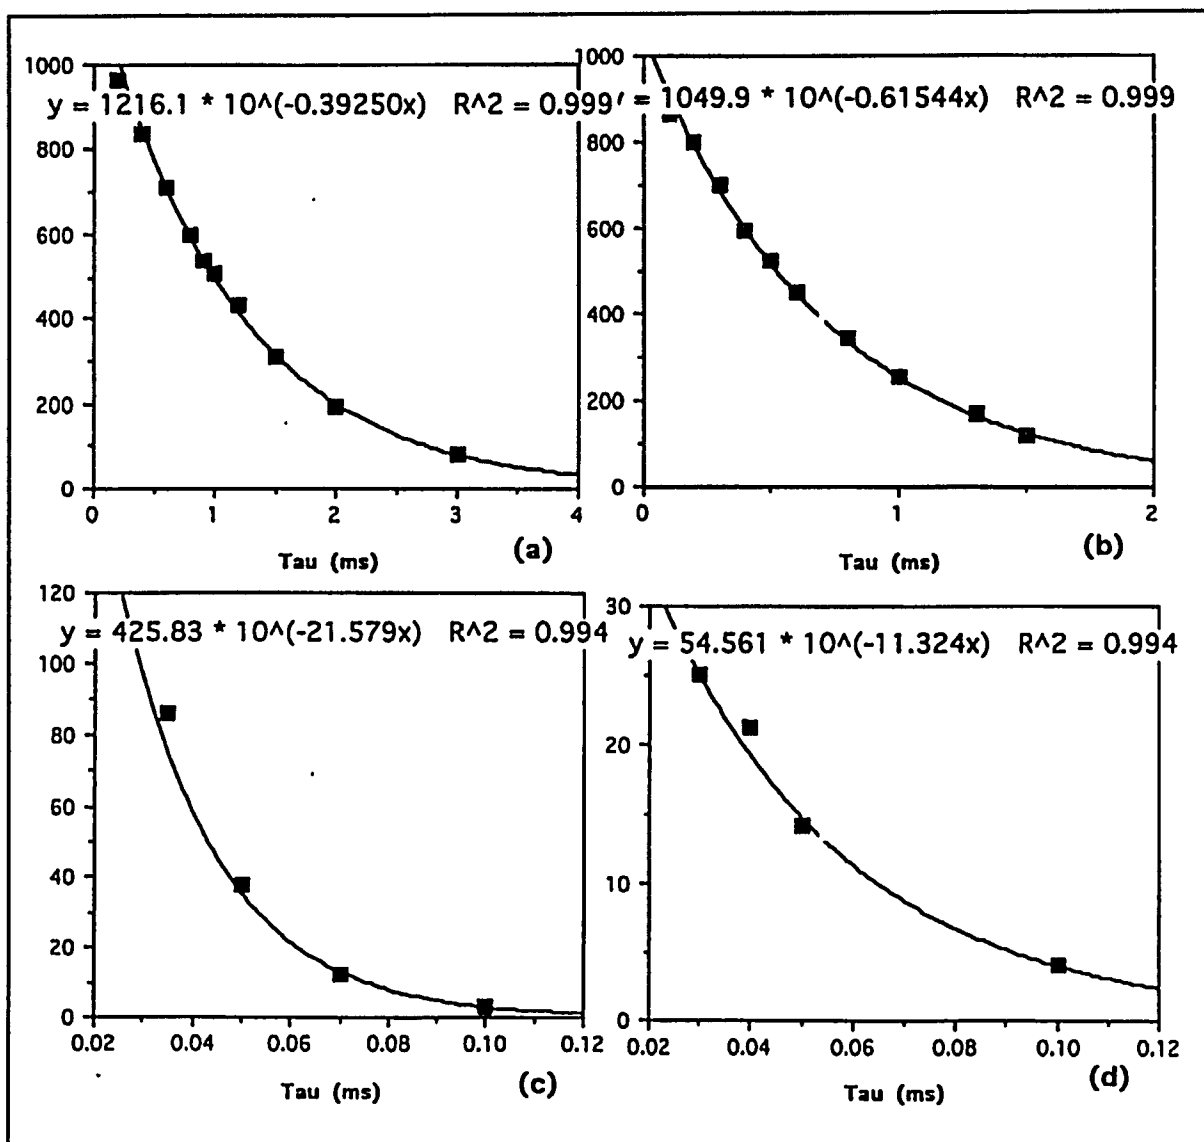 1000
y = 1216.1 * 10^(-0.39250x) R^2 = 0.999
800
600
400
200
0
0 1 2 3 4
Tau (ms)
(a)
1000
= 1049.9 * 10^(-0.61544x) R^2 = 0.999
800
600
400
200
0
0 1 2
Tau (ms)
(b)
120
y = 425.83 * 10^(-21.579x) R^2 = 0.994
100
80
60
40
20
0
0.02 0.04 0.06 0.08 0.10 0.12
Tau (ms)
(c)
30
y = 54.561 * 10^(-11.324x) R^2 = 0.994
20
10
0
0.02 0.04 0.06 0.08 0.10 0.12
Tau (ms)
(d)